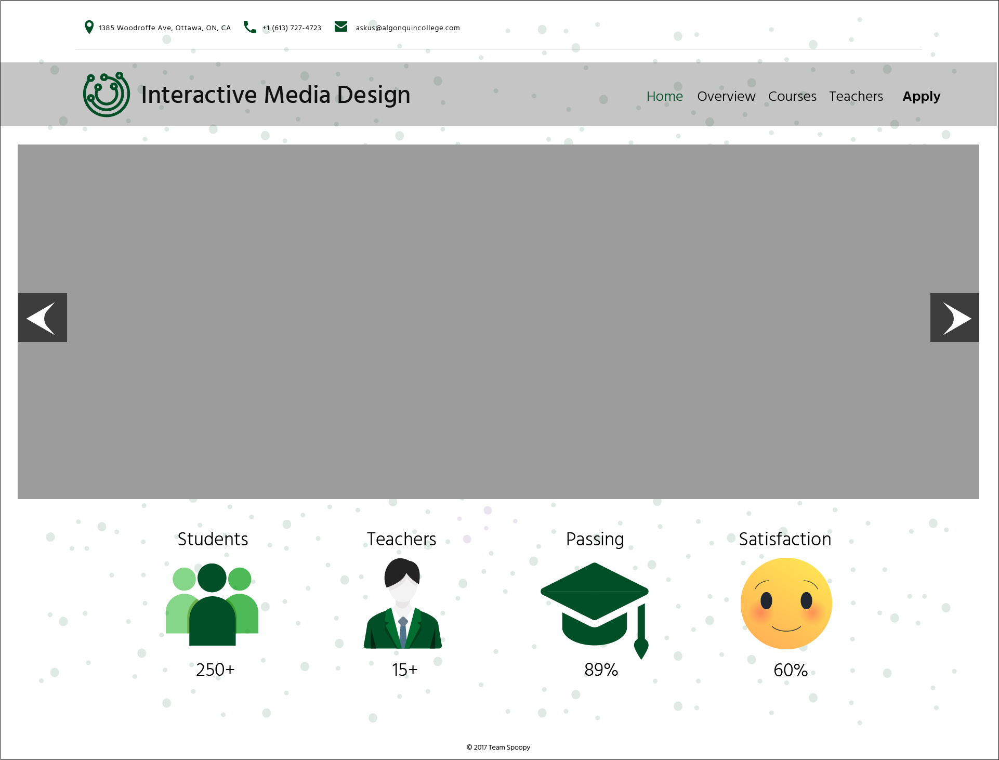 1385 Woodroffe Ave, Ottawa, ON, CA +1 (613) 727-4723 askus@algonquincollege.com
Interactive Media Design Home Overview Courses Teachers Apply
Students Teachers Passing Satisfaction
250+ 15+ 89% 60%
© 2017 Team Spoopy